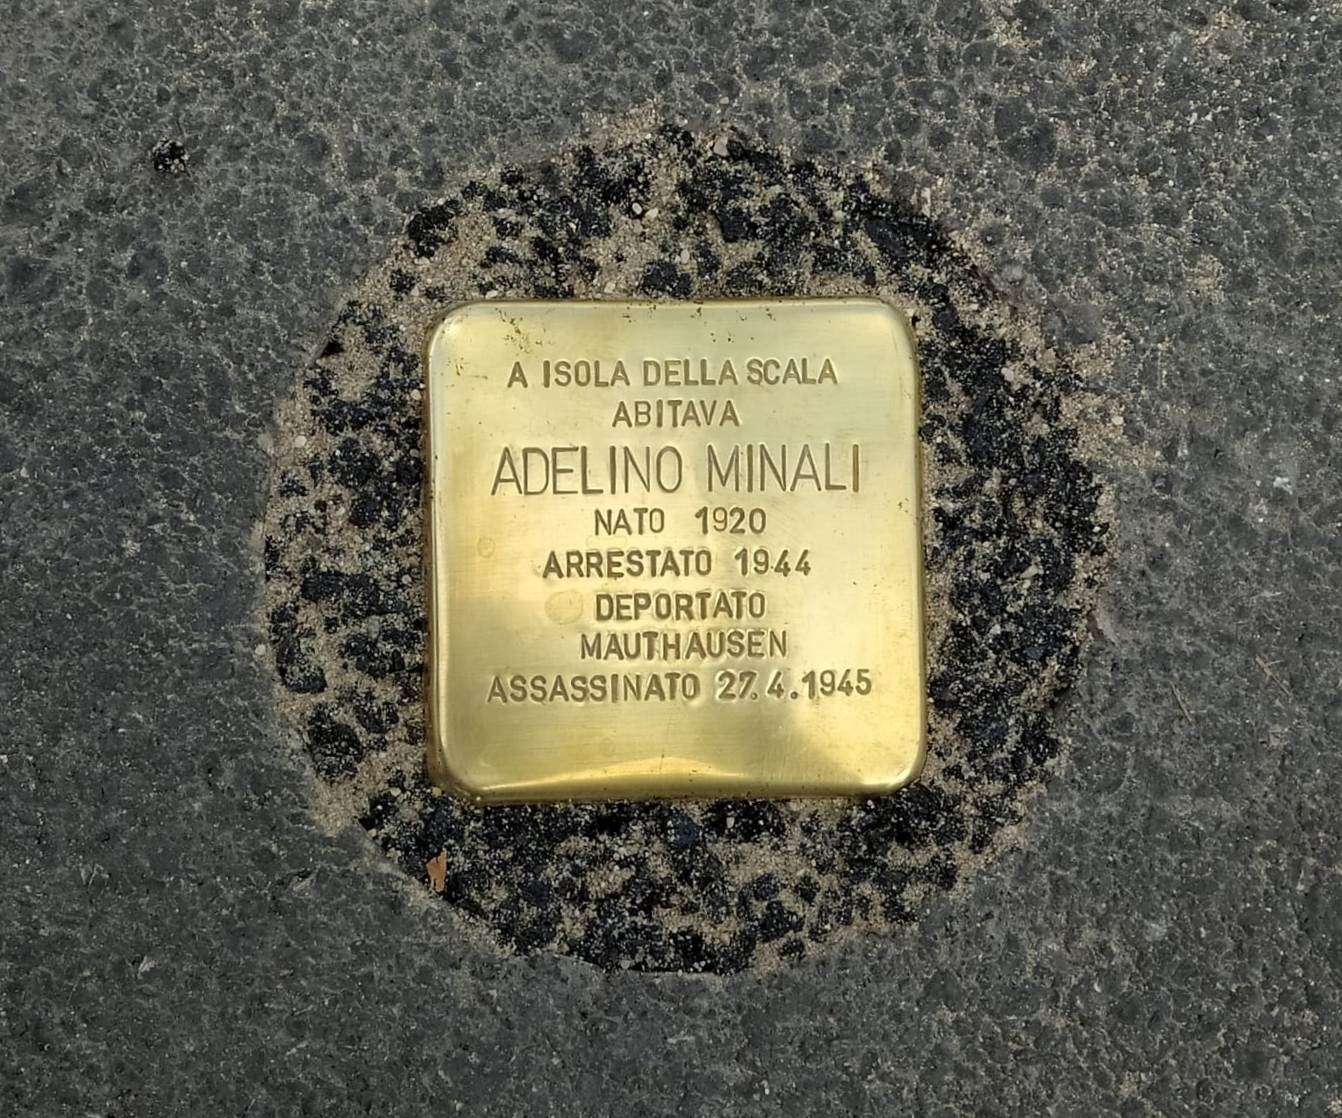 A ISOLA DELLA SCALA
ABITAVA
ADELINO MINALI
NATO 1920
ARRESTATO 1944
DEPORTATO
MAUTHAUSEN
ASSASSINATO 27.4.1945